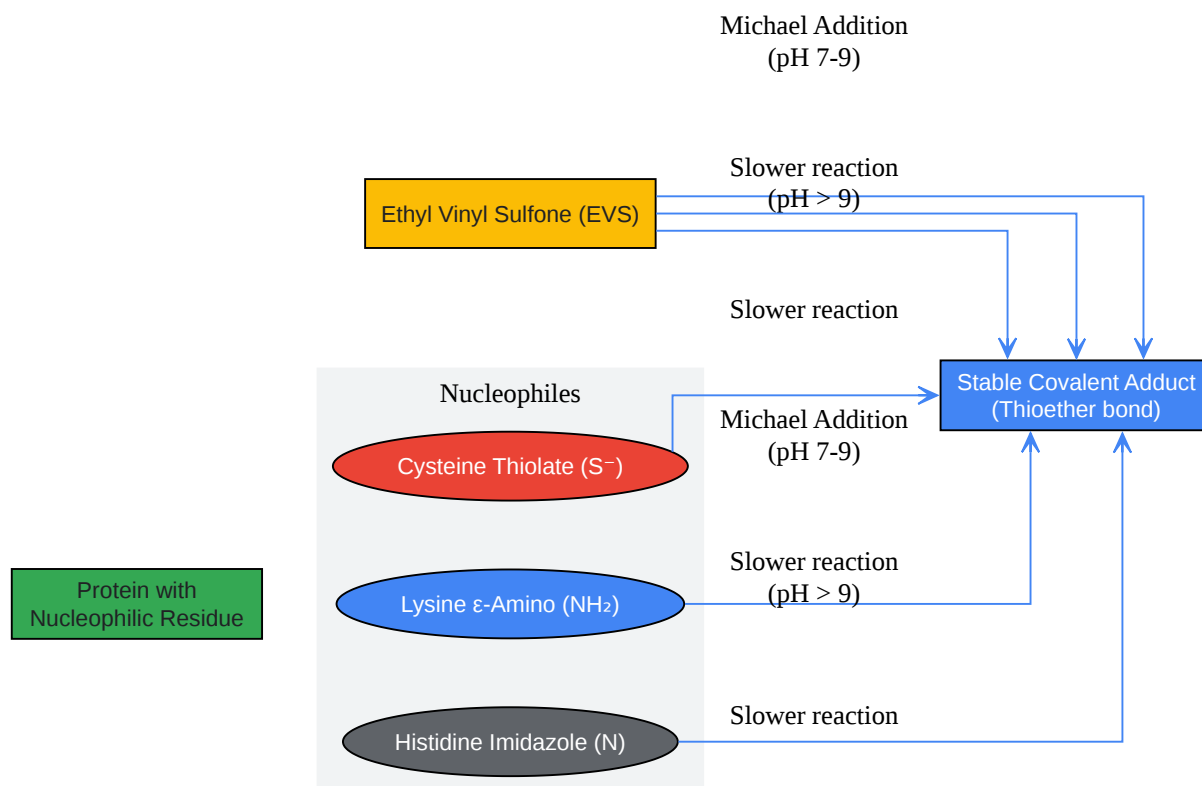 Michael Addition
(pH 7-9)
Slower reaction
(pH > 9)
Ethyl Vinyl Sulfone (EVS)
Slower reaction
Stable Covalent Adduct
(Thioether bond)
Nucleophiles
Michael Addition
(pH 7-9)
Cysteine Thiolate (S⁻)
Slower reaction
(pH > 9)
Protein with
Nucleophilic Residue
Lysine ε-Amino (NH₂)
Slower reaction
Histidine Imidazole (N)